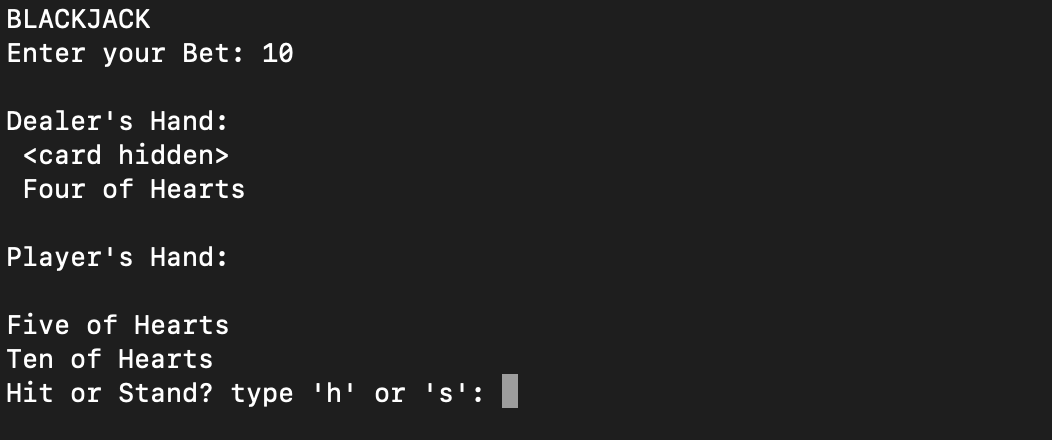 BLACKJACK
Enter your Bet: 10
Dealer's Hand:
<card hidden>
Four of Hearts
Player's Hand:
Five of Hearts
Ten of Hearts
Hit or Stand? type 'h' or 's':